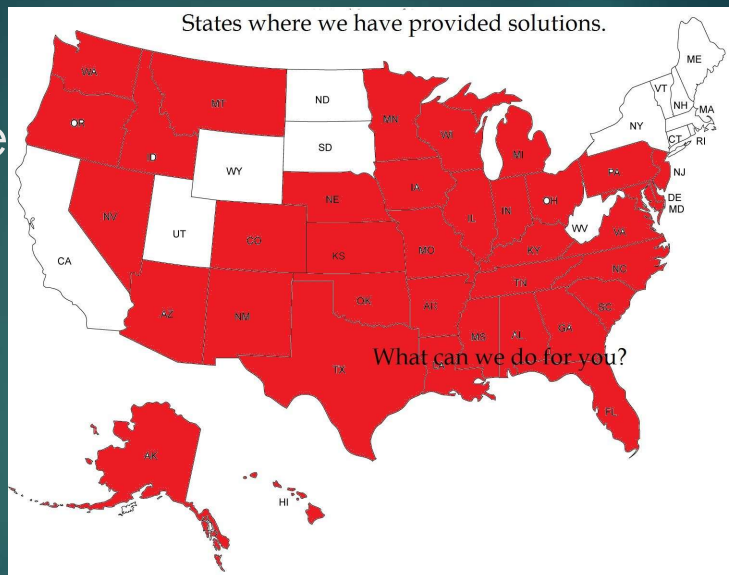 States where we have provided solutions.
ME
WA
VT
MT
ND
NH
MA
OR
MN
NY
ID
SD
WI
CT
RI
WY
MI
IA
PA
NJ
NE
OH
DE
NV
IL
IN
MD
UT
CO
WV
VA
CA
KS
MO
KY
NC
TN
AZ
NM
OK
SC
MS
AL
GA
What can we do for you?
TX
FL
AK
HI